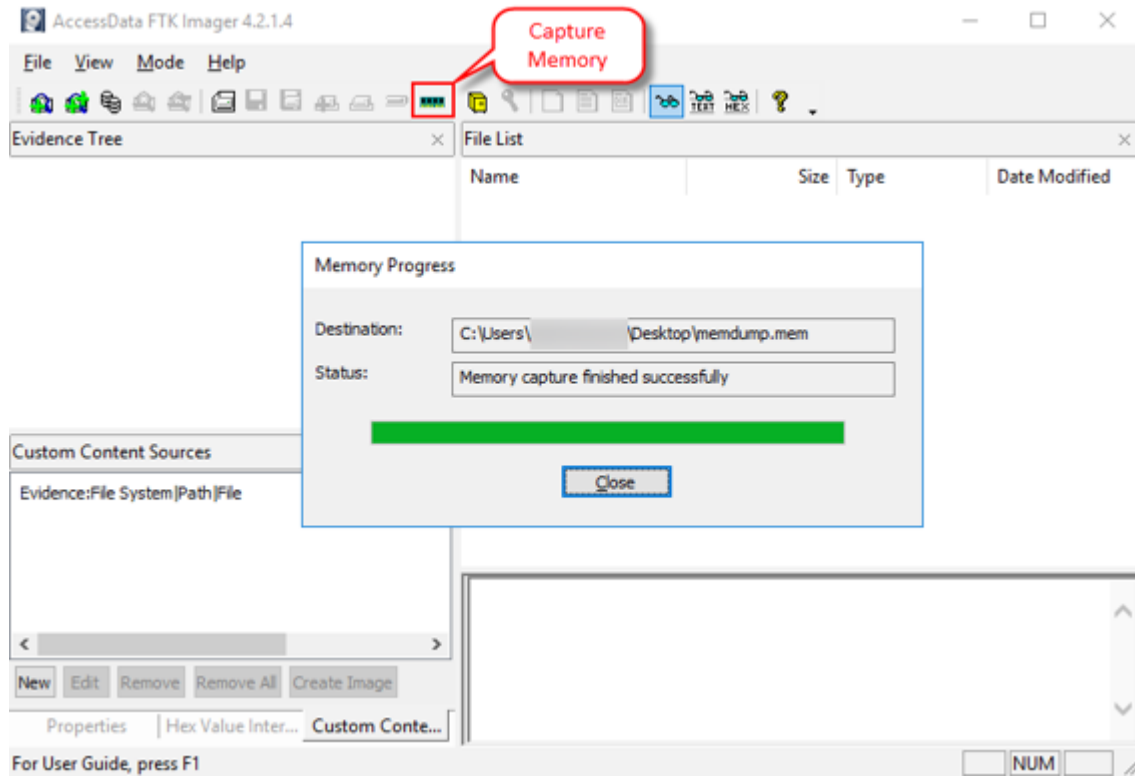 AccessData FTK Imager 4.2.1.4
Capture
Memory
File View Mode Help
TEXT HEX
Evidence Tree
File List
Name Size Type Date Modified
Memory Progress
Destination: C:\Users\ \Desktop\memdump.mem
Status: Memory capture finished successfully
Close
Custom Content Sources
Evidence:File System|Path|File
New Edit Remove Remove All Create Image
Properties Hex Value Inter... Custom Conte...
For User Guide, press F1
NUM